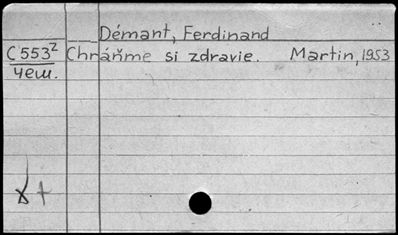 Démant, Ferdinand
C 553² Chráňme si zdravie. Martin, 1953
чеш.